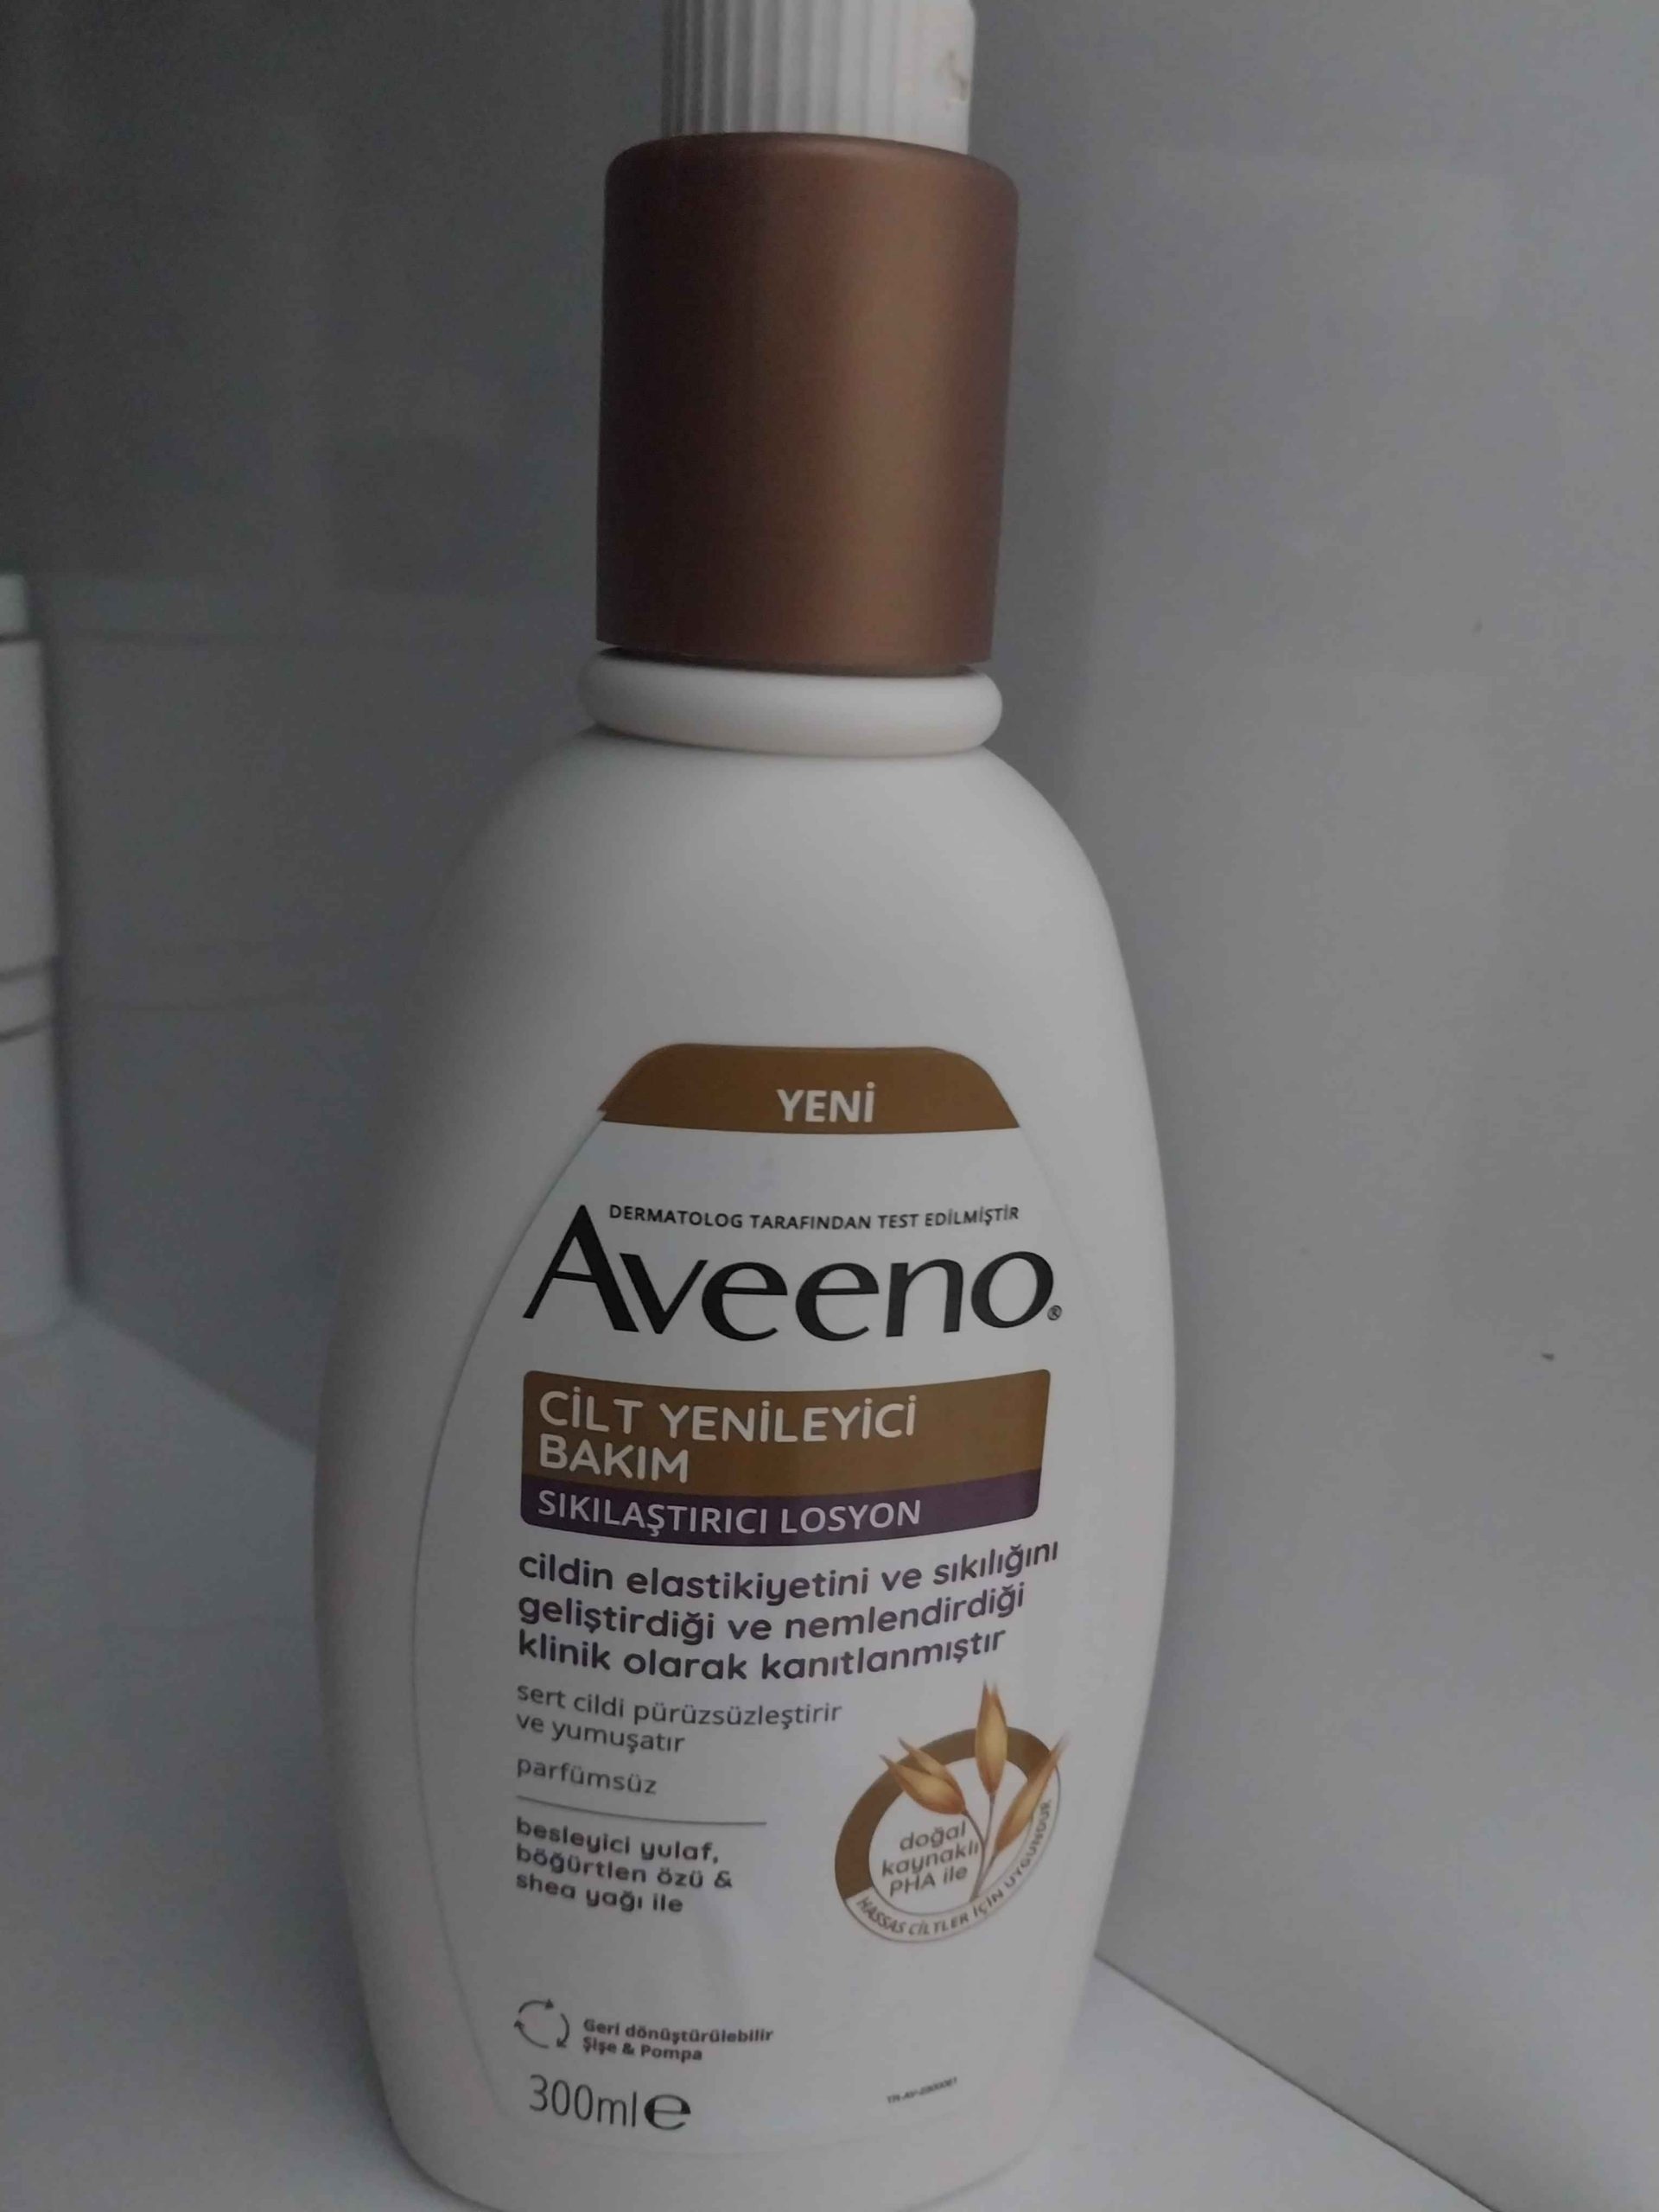 YENİ
DERMATOLOG TARAFINDAN TEST EDİLMİŞTİR
Aveeno®
CİLT YENİLEYİCİ
BAKIM
SIKILAŞTIRICI LOSYON
cildin elastikiyetini ve sıkılığını
geliştirdiği ve nemlendirdiği
klinik olarak kanıtlanmıştır
sert cildi pürüzsüzleştirir
ve yumuşatır
parfümsüz
besleyici yulaf,
böğürtlen özü &
shea yağı ile
doğal
kaynaklı
PHA ile
HASSAS CİLTLER İÇİN UYGUNDUR
Geri dönüştürülebilir
Şişe & Pompa
300ml e